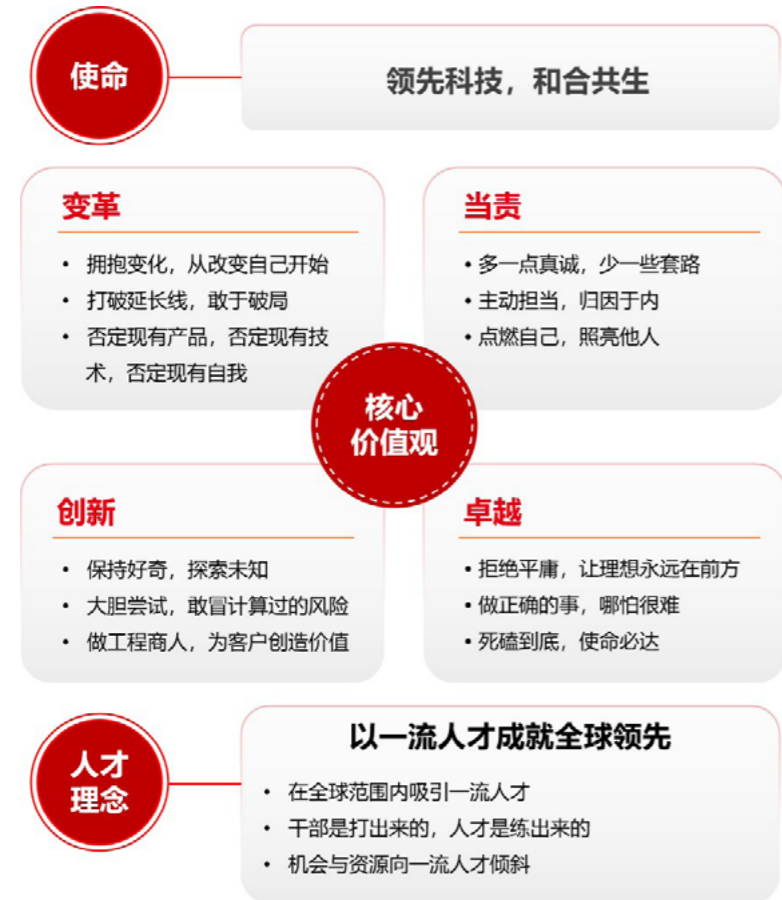 使命
领先科技，和合共生
变革
• 拥抱变化，从改变自己开始
• 打破延长线，敢于破局
• 否定现有产品，否定现有技
术，否定现有自我
当责
• 多一点真诚，少一些套路
• 主动担当，归因于内
• 点燃自己，照亮他人
核心
价值观
创新
• 保持好奇，探索未知
• 大胆尝试，敢冒计算过的风险
• 做工程商人，为客户创造价值
卓越
• 拒绝平庸，让理想永远在前方
• 做正确的事，哪怕很难
• 死磕到底，使命必达
人才
理念
以一流人才成就全球领先
• 在全球范围内吸引一流人才
• 干部是打出来的，人才是练出来的
• 机会与资源向一流人才倾斜